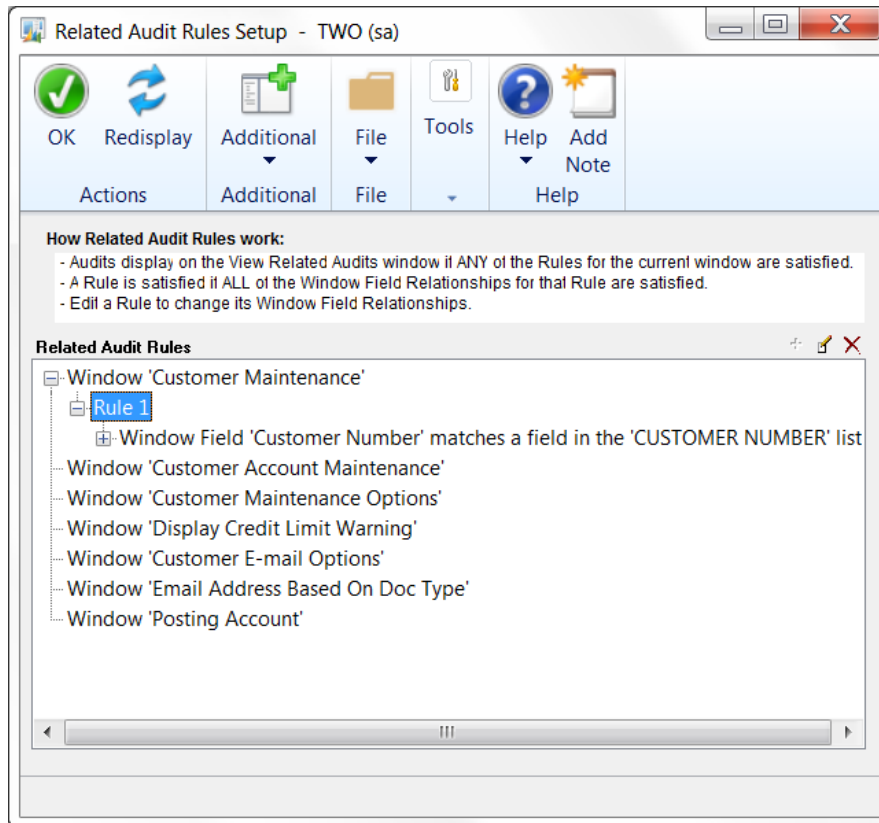 Related Audit Rules Setup - TWO (sa)
OK Redisplay Additional File Tools Help Add Note
Actions Additional File Help
How Related Audit Rules work:
- Audits display on the View Related Audits window if ANY of the Rules for the current window are satisfied.
- A Rule is satisfied if ALL of the Window Field Relationships for that Rule are satisfied.
- Edit a Rule to change its Window Field Relationships.
Related Audit Rules
Window 'Customer Maintenance'
Rule 1
Window Field 'Customer Number' matches a field in the 'CUSTOMER NUMBER' list
Window 'Customer Account Maintenance'
Window 'Customer Maintenance Options'
Window 'Display Credit Limit Warning'
Window 'Customer E-mail Options'
Window 'Email Address Based On Doc Type'
Window 'Posting Account'